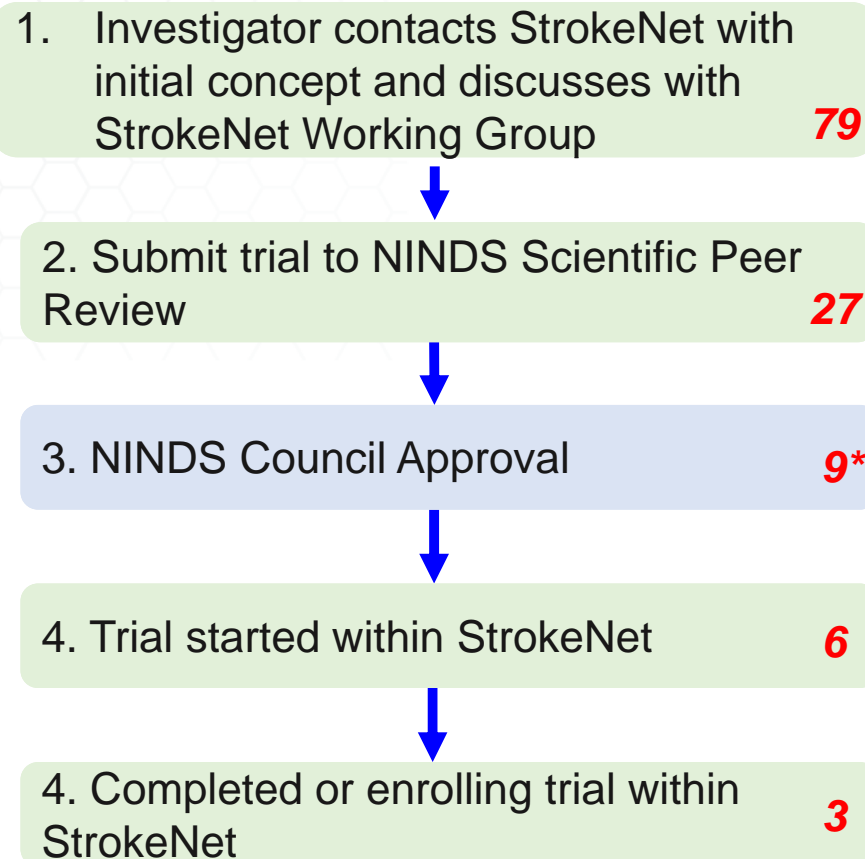 1. Investigator contacts StrokeNet with
initial concept and discusses with
StrokeNet Working Group 79
2. Submit trial to NINDS Scientific Peer
Review 27
3. NINDS Council Approval 9*
4. Trial started within StrokeNet 6
4. Completed or enrolling trial within
StrokeNet 3